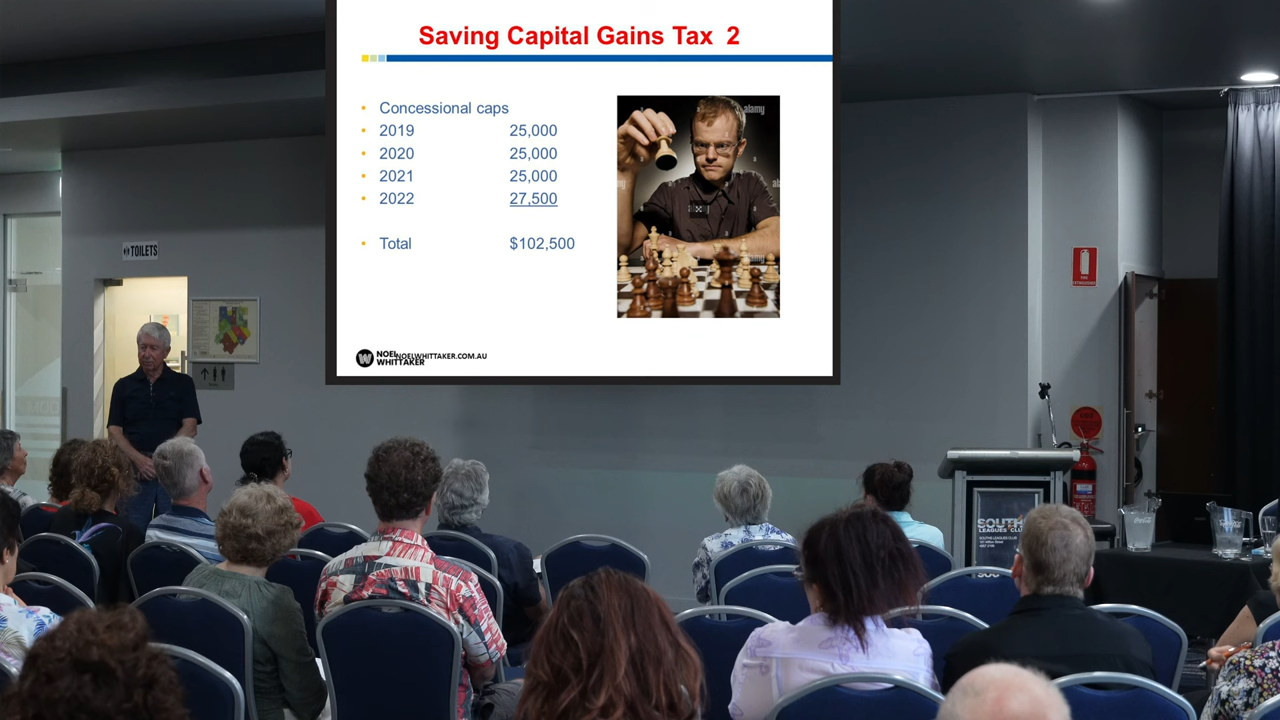 Saving Capital Gains Tax 2
Concessional caps
2019 25,000
2020 25,000
2021 25,000
2022 27,500
Total $102,500
alamy
NOEL
WHITTAKER
NOELWHITTAKER.COM.AU
TOILETS
SOUTH
LEAGUES CLUB